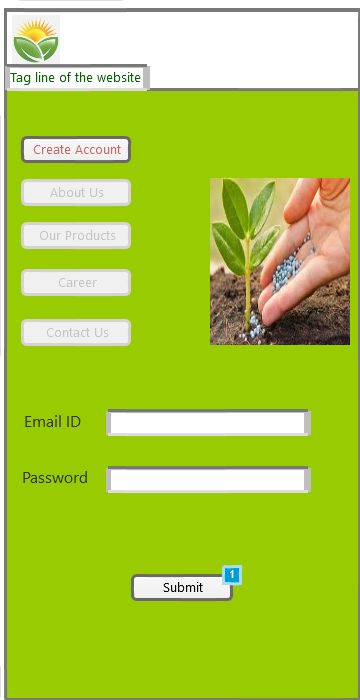 Tag line of the website
Create Account
About Us
Our Products
Career
Contact Us
Email ID
Password
1
Submit